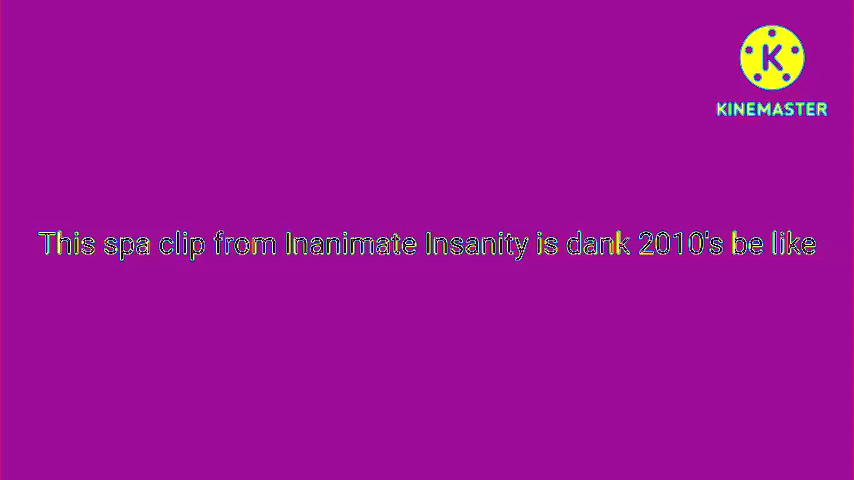 K
KINEMASTER
This spa clip from Inanimate Insanity is dank 2010's be like